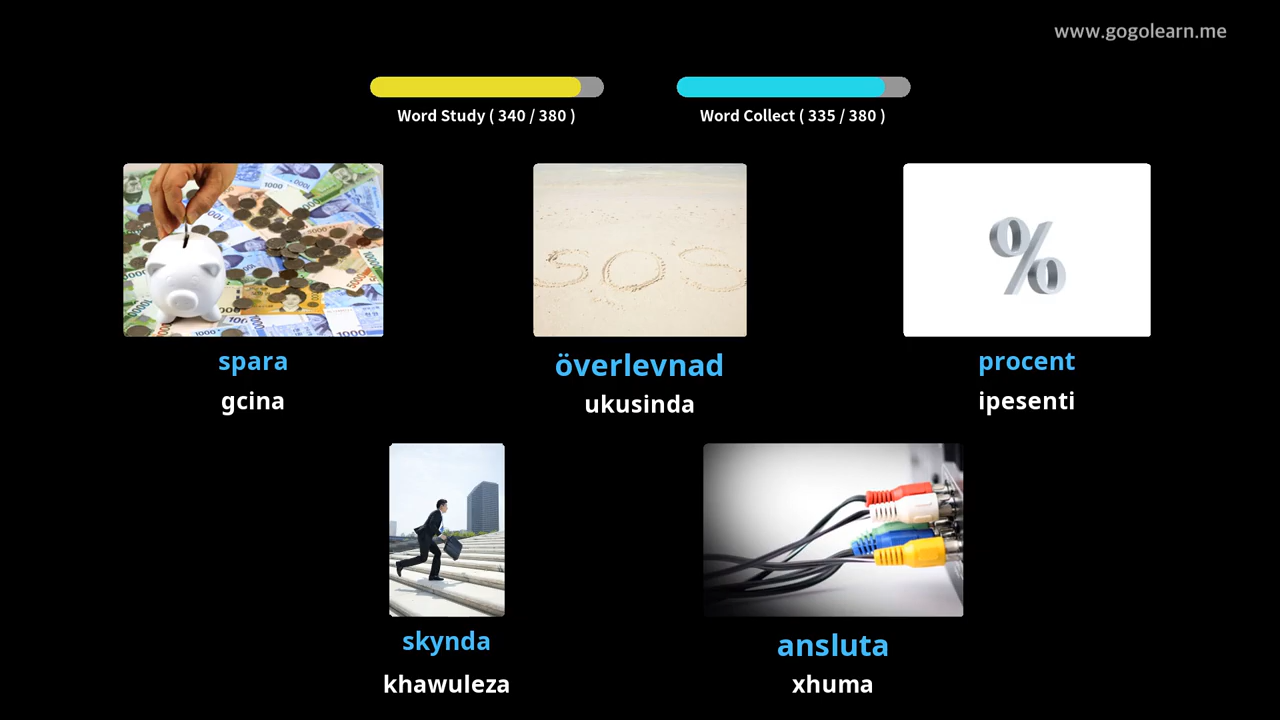 www.gogolearn.me
Word Study ( 340 / 380 )
Word Collect ( 335 / 380 )
spara
gcina
överlevnad
ukusinda
procent
ipesenti
skynda
khawuleza
ansluta
xhuma
SOS
%